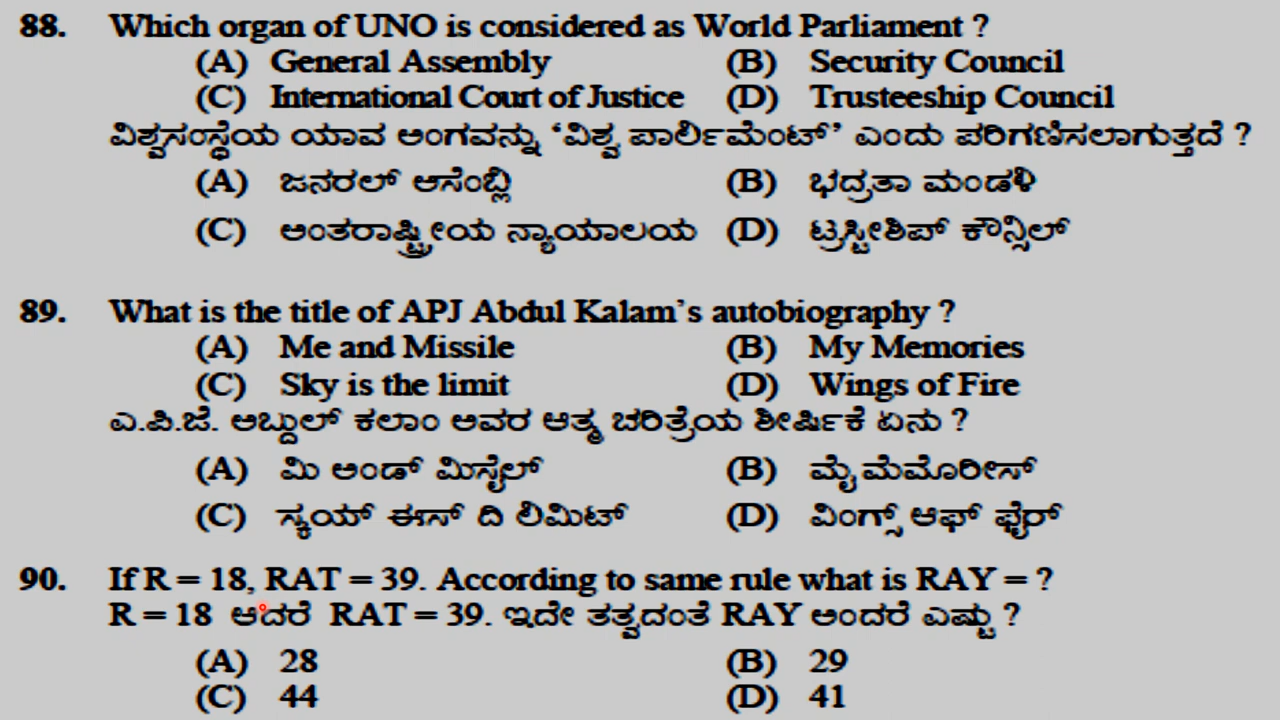 88. Which organ of UNO is considered as World Parliament ?
(A) General Assembly (B) Security Council
(C) International Court of Justice (D) Trusteeship Council
ವಿಶ್ವಸಂಸ್ಥೆಯ ಯಾವ ಅಂಗವನ್ನು ‘ವಿಶ್ವ ಪಾರ್ಲಿಮೆಂಟ್’ ಎಂದು ಪರಿಗಣಿಸಲಾಗುತ್ತದೆ ?
(A) ಜನರಲ್ ಆಸೆಂಬ್ಲಿ (B) ಭದ್ರತಾ ಮಂಡಳಿ
(C) ಅಂತರಾಷ್ಟ್ರೀಯ ನ್ಯಾಯಾಲಯ (D) ಟ್ರಸ್ಟೀಶಿಪ್ ಕೌನ್ಸಿಲ್
89. What is the title of APJ Abdul Kalam’s autobiography ?
(A) Me and Missile (B) My Memories
(C) Sky is the limit (D) Wings of Fire
ಎ.ಪಿ.ಜೆ. ಅಬ್ದುಲ್ ಕಲಾಂ ಅವರ ಆತ್ಮ ಚರಿತ್ರೆಯ ಶೀರ್ಷಿಕೆ ಏನು ?
(A) ಮಿ ಅಂಡ್ ಮಿಸೈಲ್ (B) ಮೈ ಮೆಮೊರೀಸ್
(C) ಸ್ಕಯ್ ಈಸ್ ದಿ ಲಿಮಿಟ್ (D) ವಿಂಗ್ಸ್ ಆಫ್ ಫೈರ್
90. If R = 18, RAT = 39. According to same rule what is RAY = ?
R = 18 ಆದರೆ RAT = 39. ಇದೇ ತತ್ವದಂತೆ RAY ಅಂದರೆ ಎಷ್ಟು ?
(A) 28 (B) 29
(C) 44 (D) 41